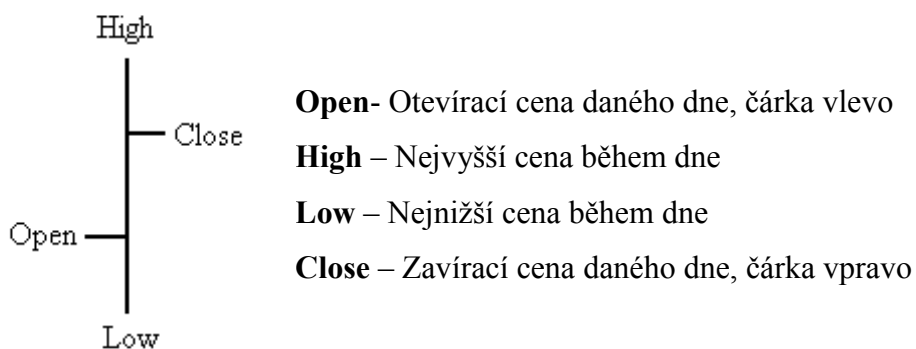 High
Close
Open
Low
Open- Otevírací cena daného dne, čárka vlevo
High – Nejvyšší cena během dne
Low – Nejnižší cena během dne
Close – Zavírací cena daného dne, čárka vpravo